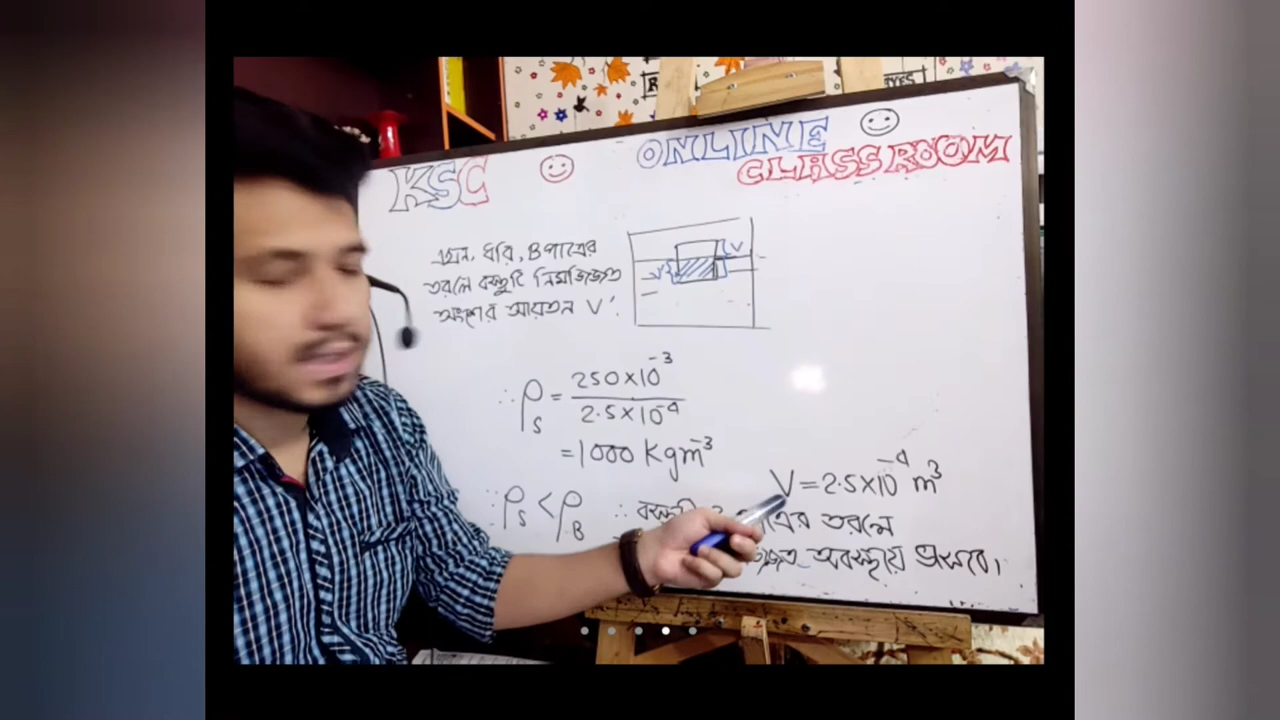 KSC
ONLINE
CLASSROOM
এখন, ধরি, B পাত্রের
তরলে বস্তুটি নিমজ্জিত
অংশের আয়তন V'.
V
V'
∴ ρS = 250×10⁻³ / 2.5×10⁻⁴
= 1000 Kgm⁻³
V = 2.5×10⁻⁴ m³
∵ ρS < ρB ∴ বস্তুটি তরলে
অবস্থায় ভাসবে।